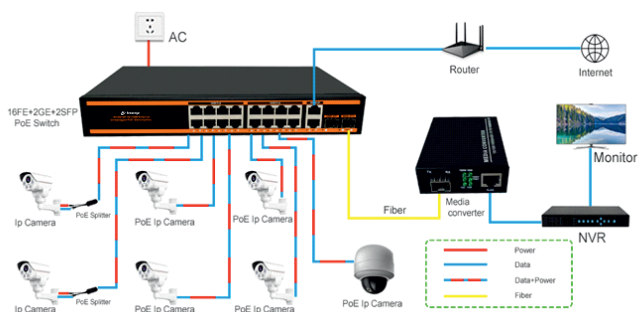 AC
Router
Internet
16FE+2GE+2SFP
PoE Switch
MEDIA CONVERTER
Monitor
Fiber
Media
converter
NVR
Ip Camera
PoE Splitter
PoE Ip Camera
PoE Ip Camera
Ip Camera
PoE Splitter
PoE Ip Camera
PoE Ip Camera
PoE Ip Camera
Power
Data
Data+Power
Fiber